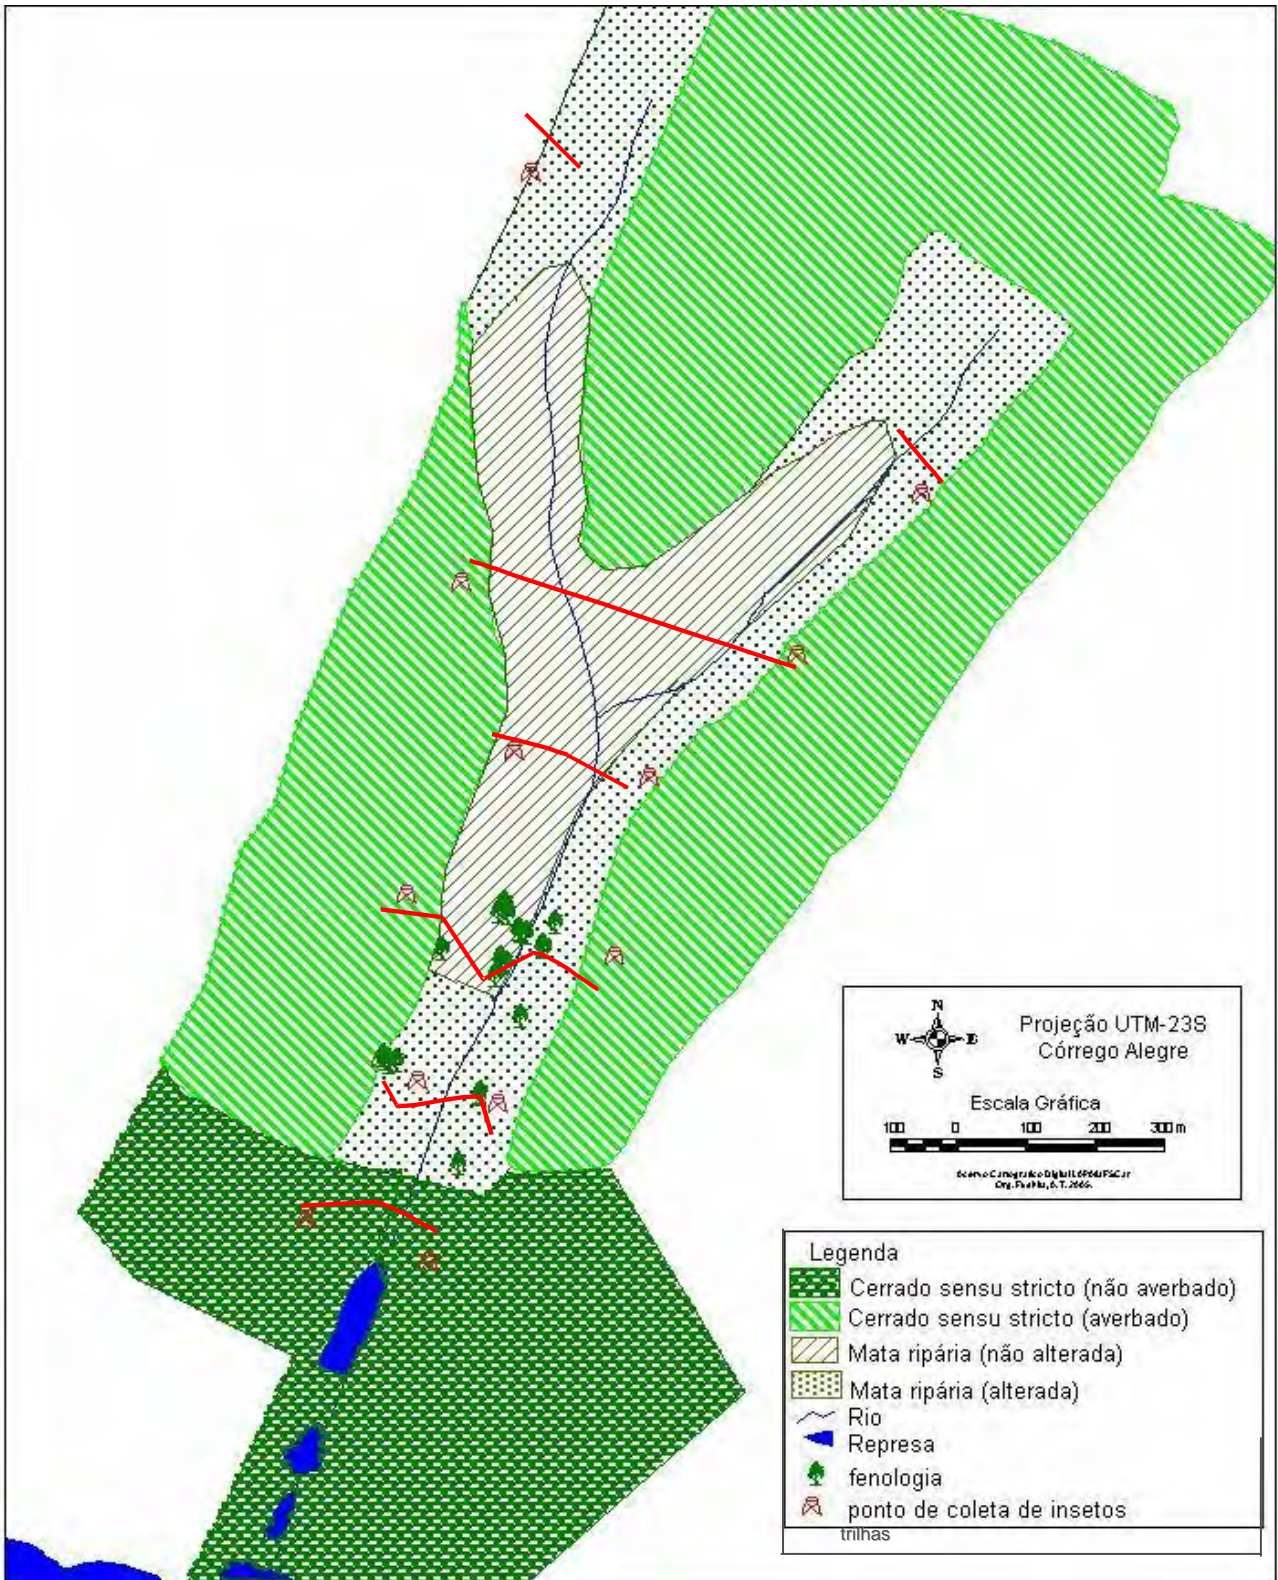 N
W E
S
Projeção UTM-23S
Córrego Alegre
Escala Gráfica
100 0 100 200 300 m
Legenda
Cerrado sensu stricto (não averbado)
Cerrado sensu stricto (averbado)
Mata ripária (não alterada)
Mata ripária (alterada)
Rio
Represa
fenologia
ponto de coleta de insetos
trilhas